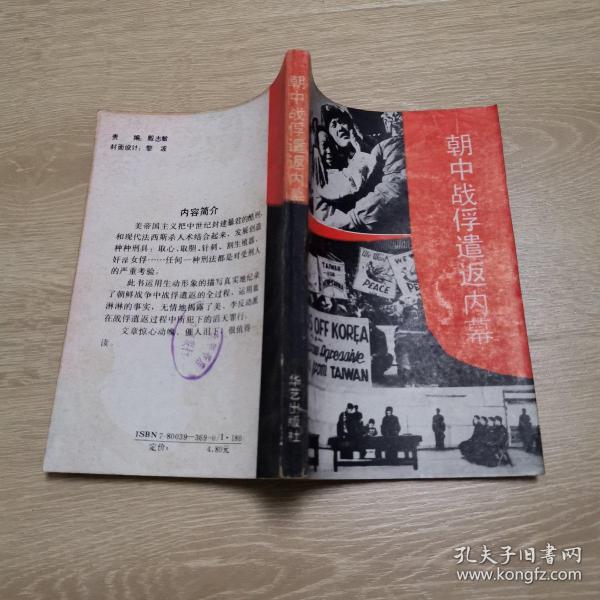 责 编：殷志敏
封面设计：黎 波
内容简介
美帝国主义把中世纪封建暴君的酷刑，
和现代法西斯杀人术结合起来，发展创造
种种刑具：取心、取胆、针刺、割生殖器、
奸淫女俘……任何一种刑法都是对受刑人
的严重考验。
此书运用生动形象的描写真实地纪录
了朝鲜战争中战俘遣返的全过程，运用血
淋淋的事实，无情地揭露了美、李反动派
在战俘遣返过程中所犯下的滔天罪行。
文章惊心动魄、催人泪下，很值得一
读。
ISBN7-80039-369-0/I·180
定价： 4.80元
朝中战俘遣返内幕
华艺出版社
朝中战俘遣返内幕
TAIWAN
PEACE
PEACE
OFF KOREA
Agressive
from TAIWAN
孔夫子旧书网
www.kongfz.com